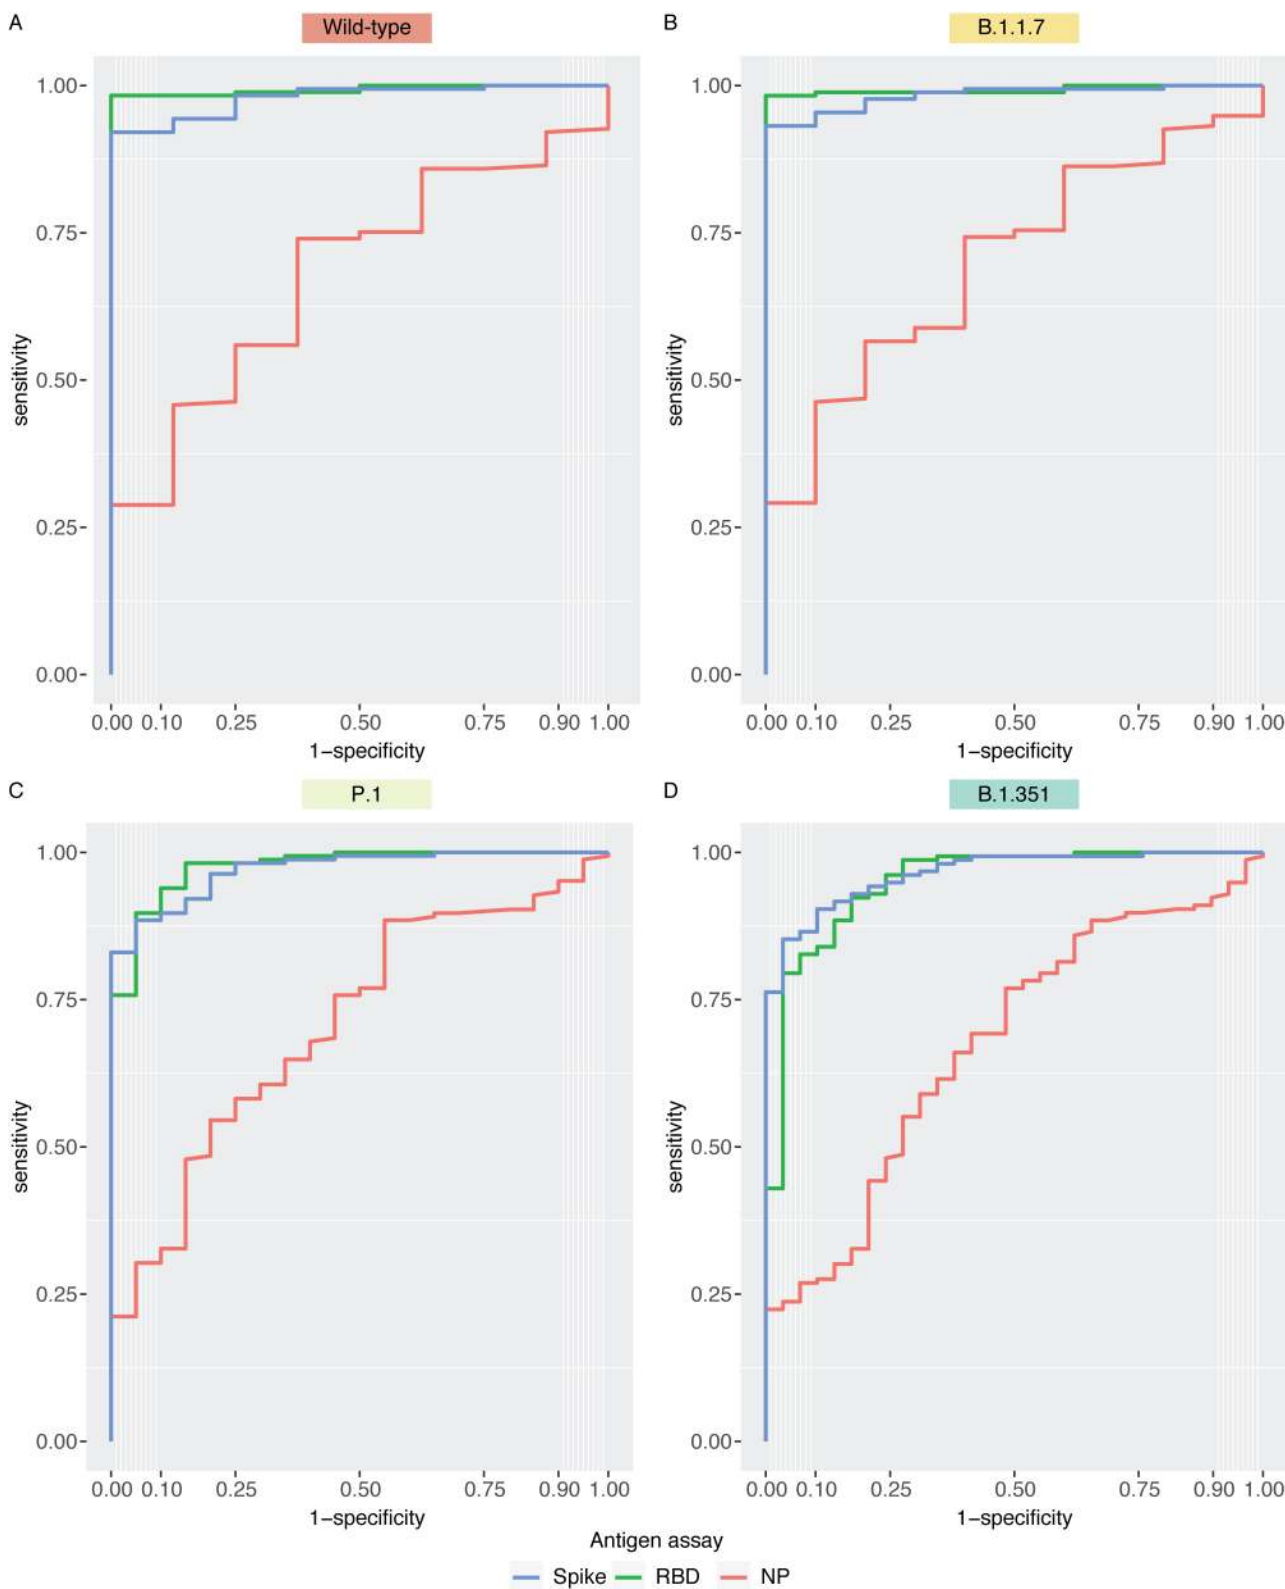 A Wild-type B B.1.1.7
1.00 1.00
0.75 0.75
sensitivity sensitivity
0.50 0.50
0.25 0.25
0.00 0.00
0.00 0.10 0.25 0.50 0.75 0.90 1.00 0.00 0.10 0.25 0.50 0.75 0.90 1.00
1−specificity 1−specificity
C P.1 D B.1.351
1.00 1.00
0.75 0.75
sensitivity sensitivity
0.50 0.50
0.25 0.25
0.00 0.00
0.00 0.10 0.25 0.50 0.75 0.90 1.00 0.00 0.10 0.25 0.50 0.75 0.90 1.00
1−specificity 1−specificity
Antigen assay
Spike RBD NP